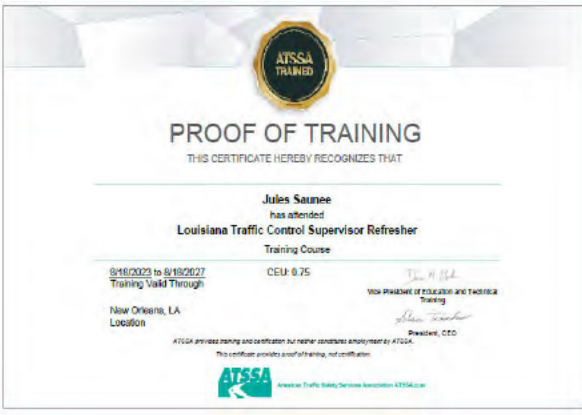 ATSSA
TRAINED
PROOF OF TRAINING
THIS CERTIFICATE HEREBY RECOGNIZES THAT
Jules Saunee
has attended
Louisiana Traffic Control Supervisor Refresher
Training Course
8/18/2023 to 8/18/2027
Training Valid Through
CEU: 0.75
Vice President of Education and Technical
Training
New Orleans, LA
Location
President, CEO
ATSSA provides training and certification but neither constitutes employment by ATSSA.
This certificate provides proof of training, not certification.
ATSSA
American Traffic Safety Services Association ATSSA.com